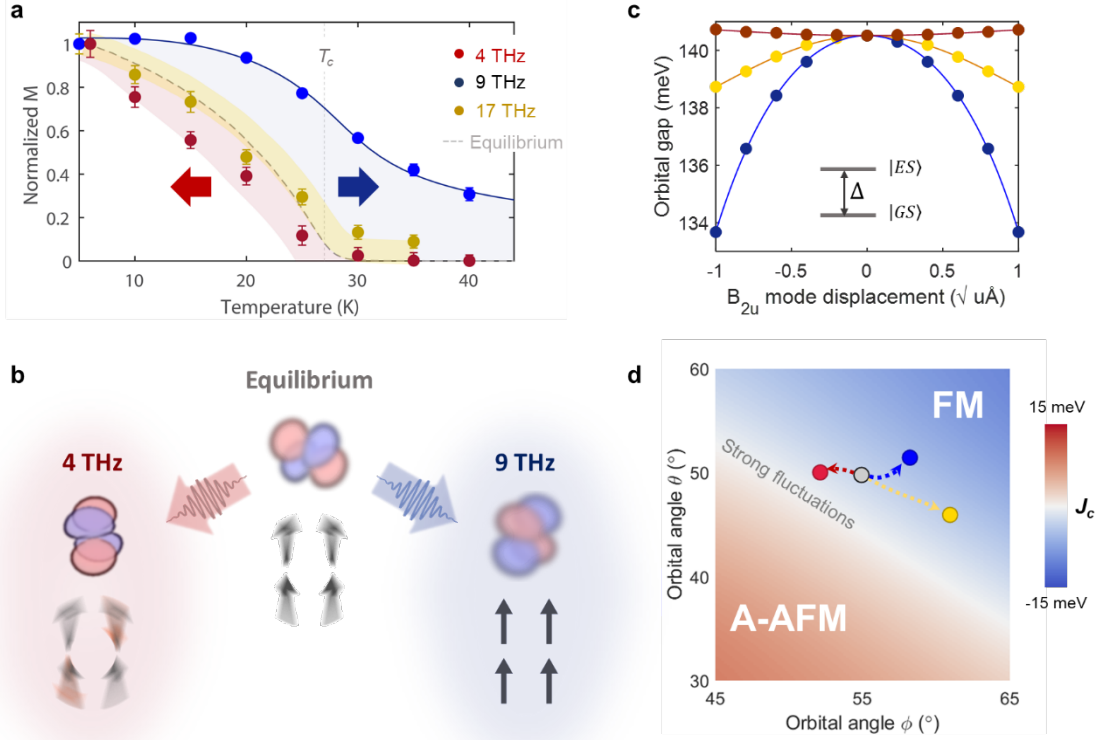 a
Normalized M
1
0.8
0.6
0.4
0.2
0
10
20
30
40
Temperature (K)
T_c
4 THz
9 THz
17 THz
Equilibrium
c
Orbital gap (meV)
140
138
136
134
-1
-0.5
0
0.5
1
B2u mode displacement (√ uÅ)
|ES⟩
Δ
|GS⟩
b
Equilibrium
4 THz
9 THz
d
Orbital angle θ (°)
60
50
40
30
45
55
65
Orbital angle ϕ (°)
FM
Strong fluctuations
A-AFM
15 meV
J_c
-15 meV